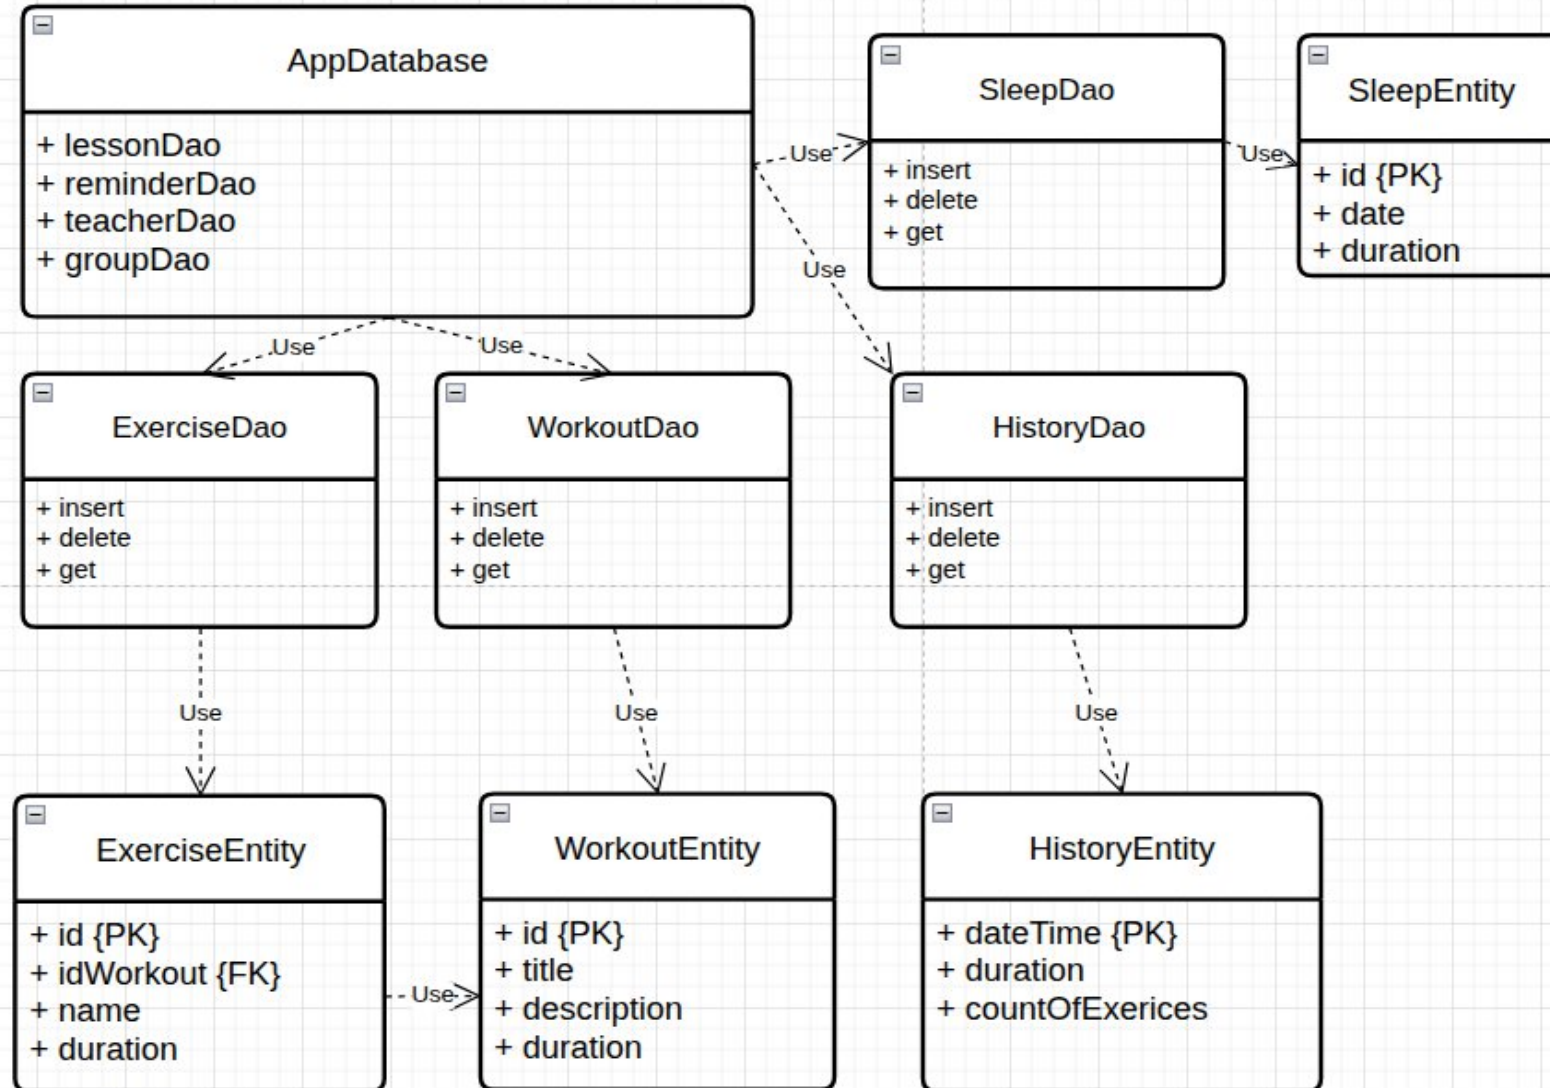 AppDatabase
+ lessonDao
+ reminderDao
+ teacherDao
+ groupDao
Use
SleepDao
+ insert
+ delete
+ get
Use
SleepEntity
+ id {PK}
+ date
+ duration
Use
Use
Use
ExerciseDao
+ insert
+ delete
+ get
WorkoutDao
+ insert
+ delete
+ get
HistoryDao
+ insert
+ delete
+ get
Use
Use
Use
ExerciseEntity
+ id {PK}
+ idWorkout {FK}
+ name
+ duration
Use
WorkoutEntity
+ id {PK}
+ title
+ description
+ duration
HistoryEntity
+ dateTime {PK}
+ duration
+ countOfExerices